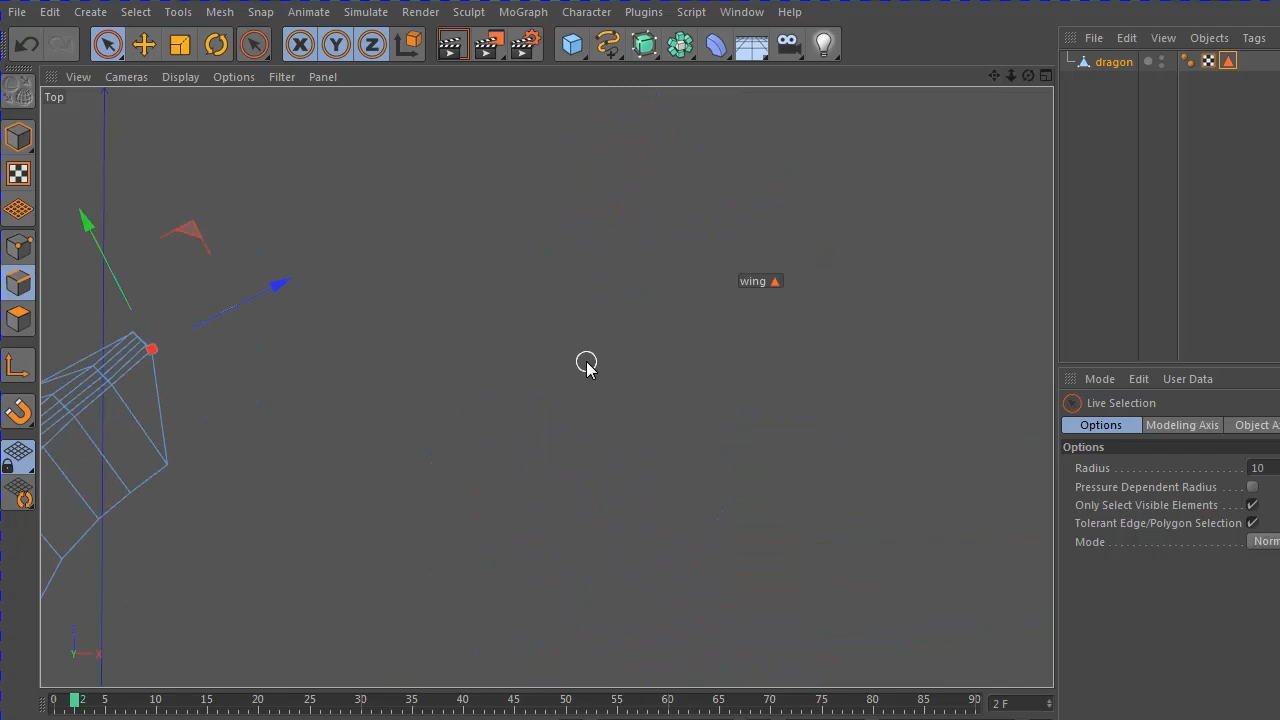 File Edit Create Select Tools Mesh Snap Animate Simulate Render Sculpt MoGraph Character Plugins Script Window Help
X Y Z
File Edit View Objects Tags
dragon
View Cameras Display Options Filter Panel
Top
wing
Y X
Mode Edit User Data
Live Selection
Options Modeling Axis Object A
Options
Radius 10
Pressure Dependent Radius
Only Select Visible Elements
Tolerant Edge/Polygon Selection
Mode Norm
0 2 5 10 15 20 25 30 35 40 45 50 55 60 65 70 75 80 85 90 2 F